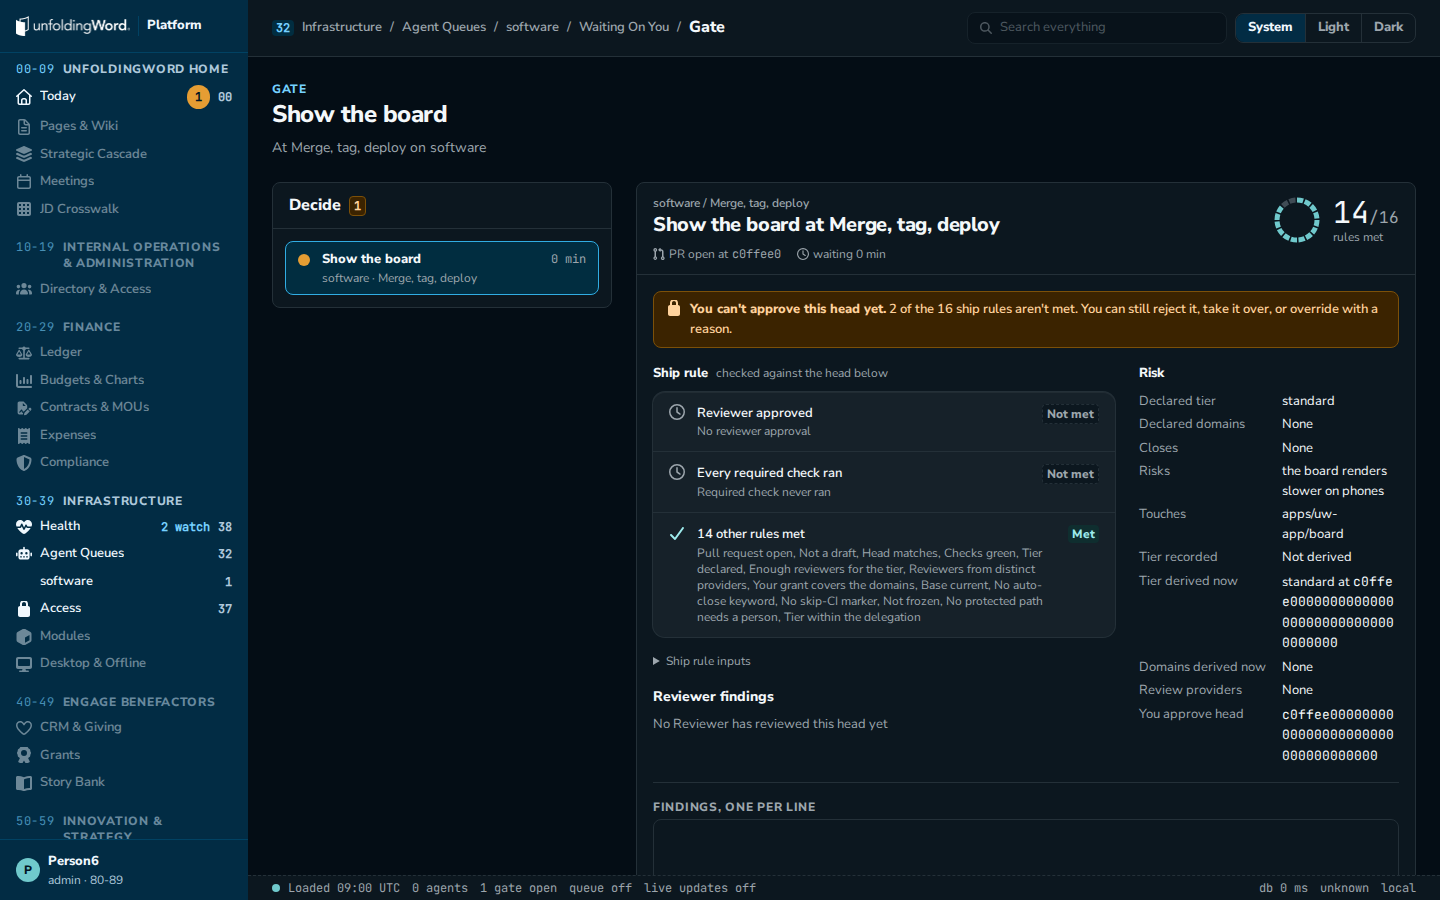 unfoldingWord® Platform
00-09 UNFOLDINGWORD HOME
Today 1 00
Pages & Wiki
Strategic Cascade
Meetings
JD Crosswalk
10-19 INTERNAL OPERATIONS
& ADMINISTRATION
Directory & Access
20-29 FINANCE
Ledger
Budgets & Charts
Contracts & MOUs
Expenses
Compliance
30-39 INFRASTRUCTURE
Health 2 watch 38
Agent Queues 32
software 1
Access 37
Modules
Desktop & Offline
40-49 ENGAGE BENEFACTORS
CRM & Giving
Grants
Story Bank
50-59 INNOVATION &
STRATEGY
P Person6
admin · 80-89
32 Infrastructure / Agent Queues / software / Waiting On You / Gate
Search everything
System Light Dark
GATE
Show the board
At Merge, tag, deploy on software
Decide 1
Show the board 0 min
software · Merge, tag, deploy
software / Merge, tag, deploy
Show the board at Merge, tag, deploy
PR open at c0ffee0 waiting 0 min
14/16
rules met
You can't approve this head yet. 2 of the 16 ship rules aren't met. You can still reject it, take it over, or override with a
reason.
Ship rule checked against the head below
Reviewer approved Not met
No reviewer approval
Every required check ran Not met
Required check never ran
14 other rules met Met
Pull request open, Not a draft, Head matches, Checks green, Tier
declared, Enough reviewers for the tier, Reviewers from distinct
providers, Your grant covers the domains, Base current, No auto-
close keyword, No skip-CI marker, Not frozen, No protected path
needs a person, Tier within the delegation
Ship rule inputs
Reviewer findings
No Reviewer has reviewed this head yet
Risk
Declared tier standard
Declared domains None
Closes None
Risks the board renders
slower on phones
Touches apps/uw-
app/board
Tier recorded Not derived
Tier derived now standard at c0ffe
e0000000000000
00000000000000
0000000
Domains derived now None
Review providers None
You approve head c0ffee00000000
00000000000000
000000000000
FINDINGS, ONE PER LINE
Loaded 09:00 UTC 0 agents 1 gate open queue off live updates off
db 0 ms unknown local